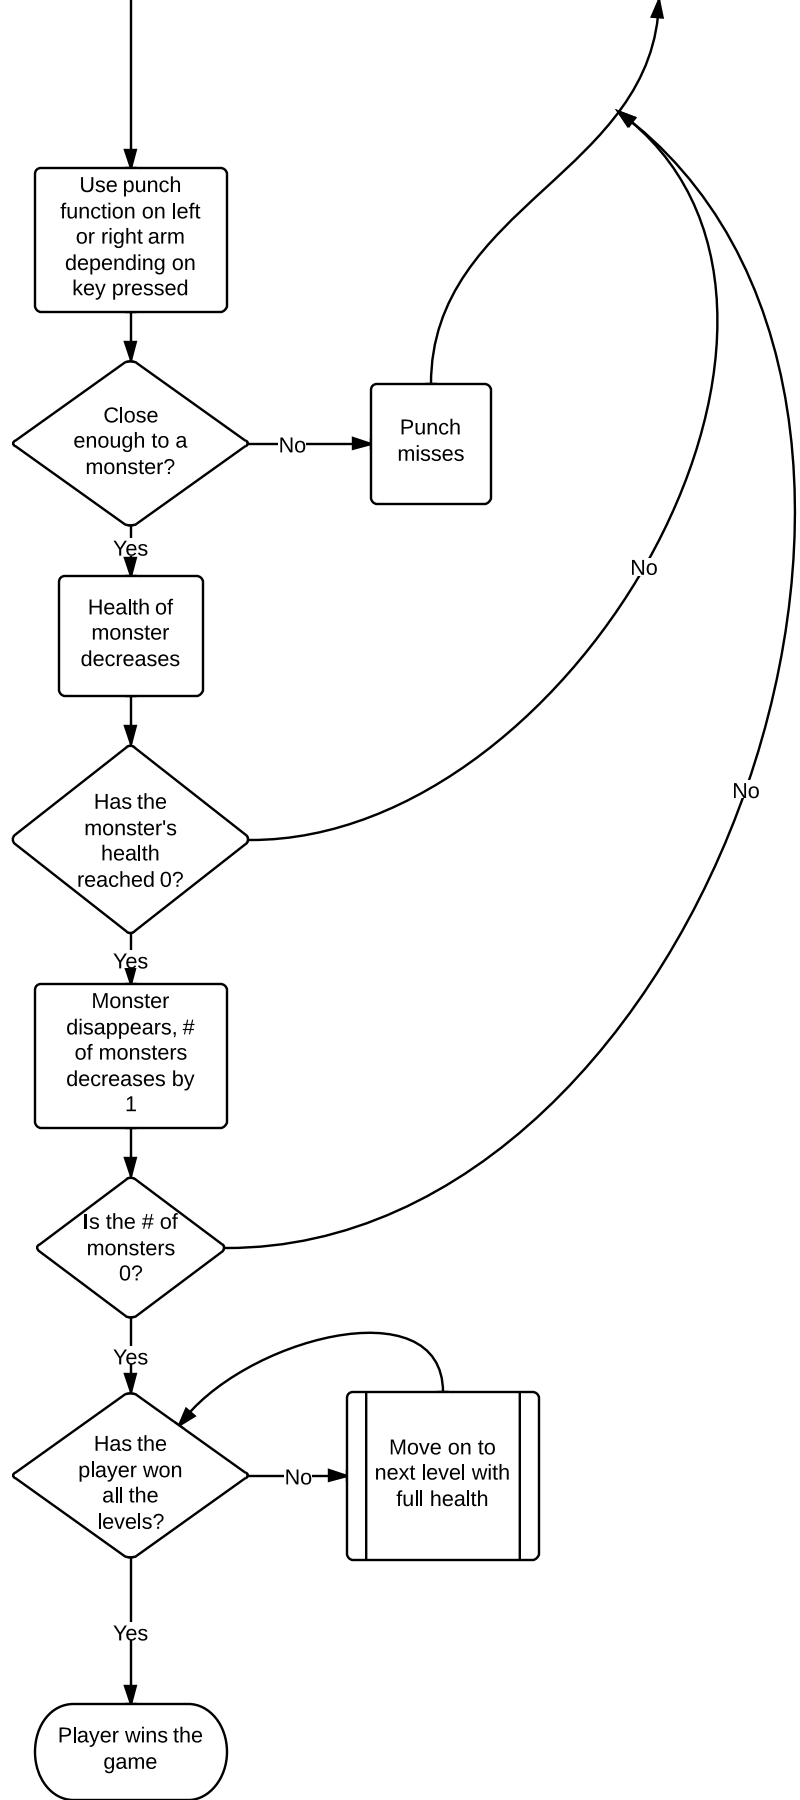 Use punch
function on left
or right arm
depending on
key pressed
Close
enough to a
monster?
No
Punch
misses
Yes
Health of
monster
decreases
No
Has the
monster's
health
reached 0?
No
Yes
Monster
disappears, #
of monsters
decreases by
1
Is the # of
monsters
0?
Yes
Has the
player won
all the
levels?
No
Move on to
next level with
full health
Yes
Player wins the
game